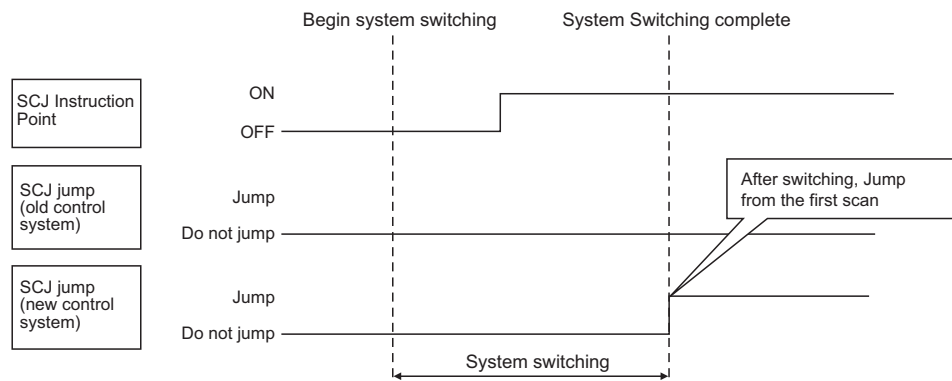 Begin system switching
System Switching complete
SCJ Instruction
Point
ON
OFF
SCJ jump
(old control
system)
Jump
Do not jump
After switching, Jump
from the first scan
SCJ jump
(new control
system)
Jump
Do not jump
System switching